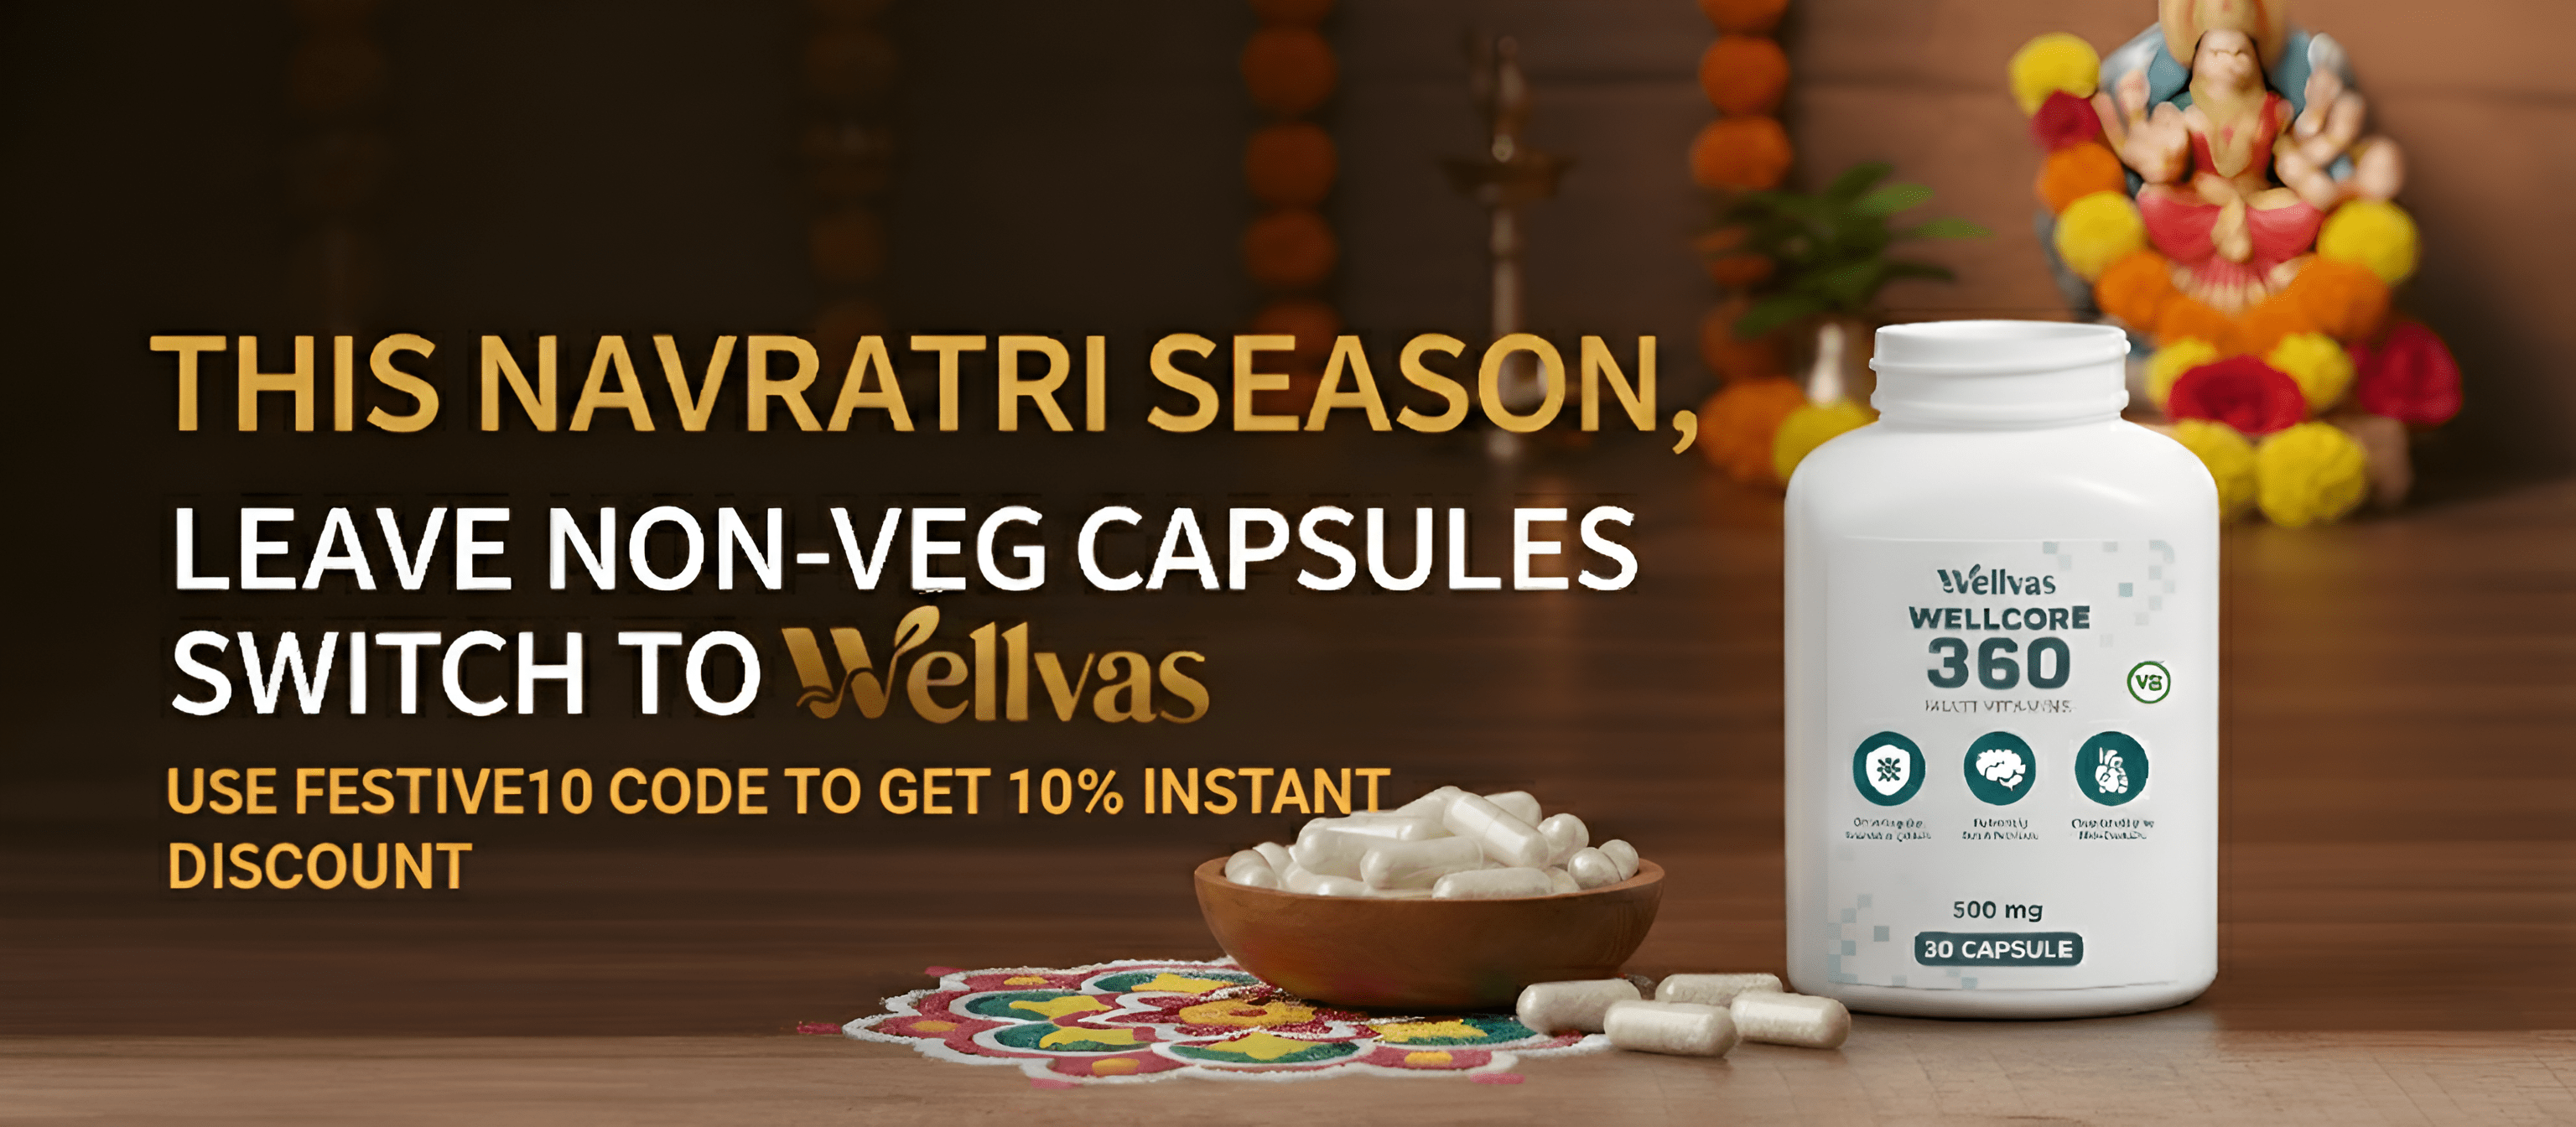 THIS NAVRATRI SEASON,
LEAVE NON-VEG CAPSULES
SWITCH TO Wellvas
USE FESTIVE10 CODE TO GET 10% INSTANT
DISCOUNT
Wellvas
WELLCORE
360
500 mg
30 CAPSULE